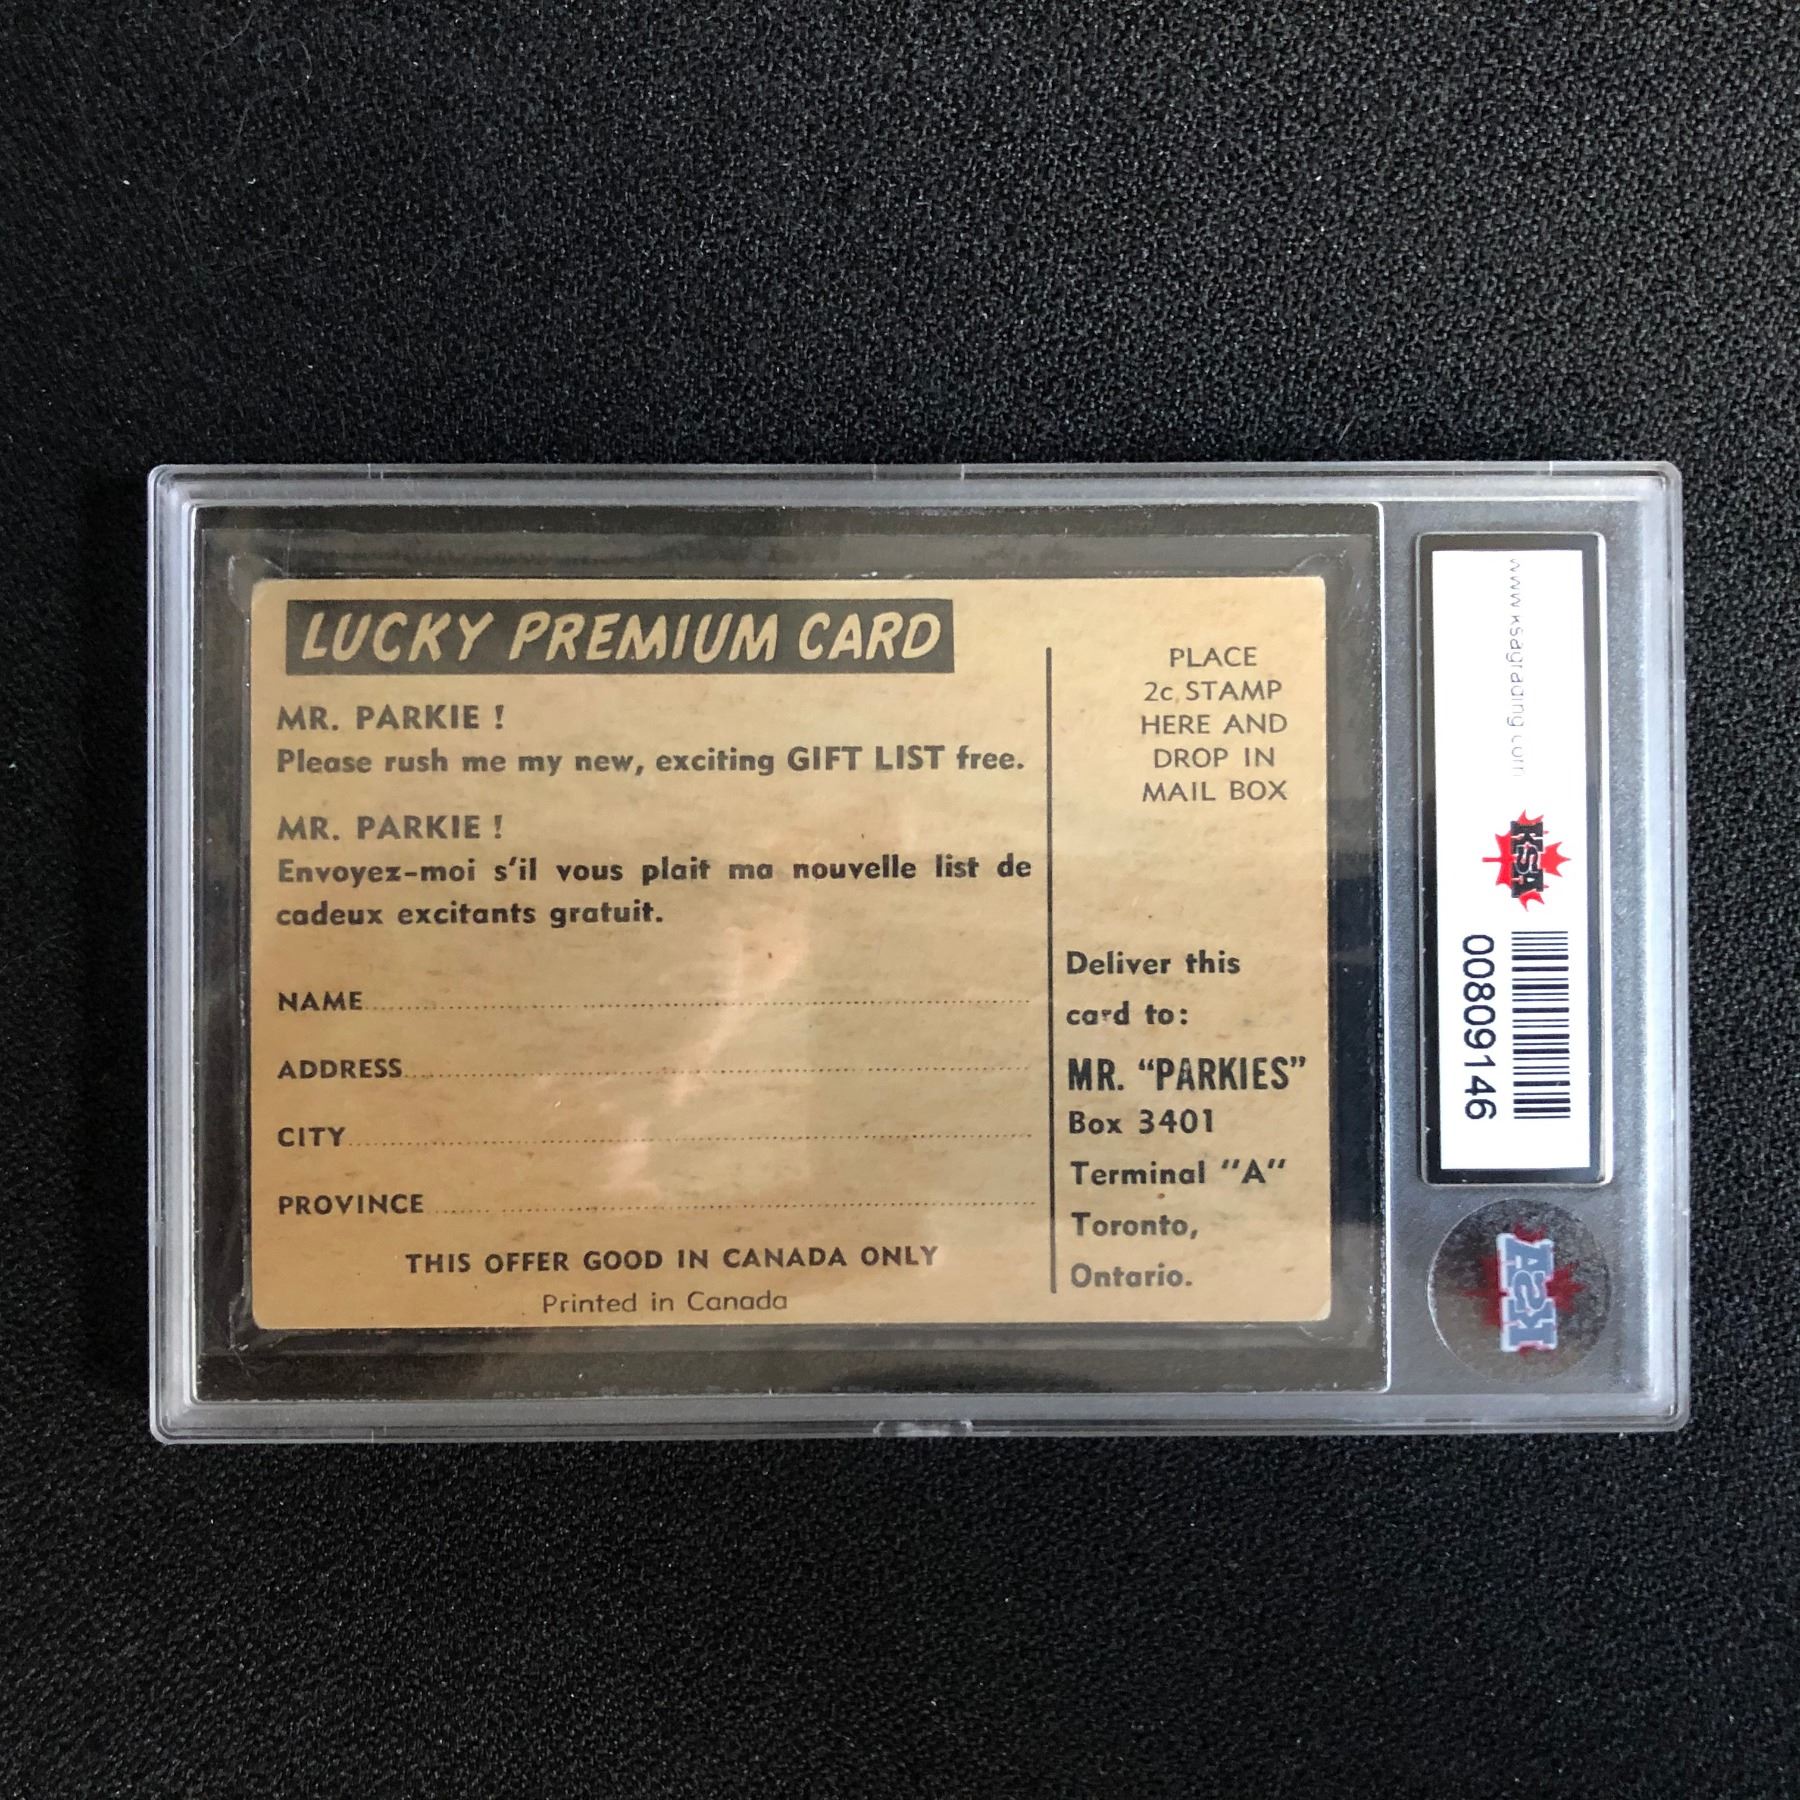 LUCKY PREMIUM CARD
MR. PARKIE !
Please rush me my new, exciting GIFT LIST free.
MR. PARKIE !
Envoyez-moi s'il vous plait ma nouvelle list de
cadeux excitants gratuit.
NAME
ADDRESS
CITY
PROVINCE
THIS OFFER GOOD IN CANADA ONLY
Printed in Canada
PLACE
2c STAMP
HERE AND
DROP IN
MAIL BOX
Deliver this
card to:
MR. “PARKIES”
Box 3401
Terminal "A"
Toronto,
Ontario.
www.ksagrading.com
KSA
00809146
KSA